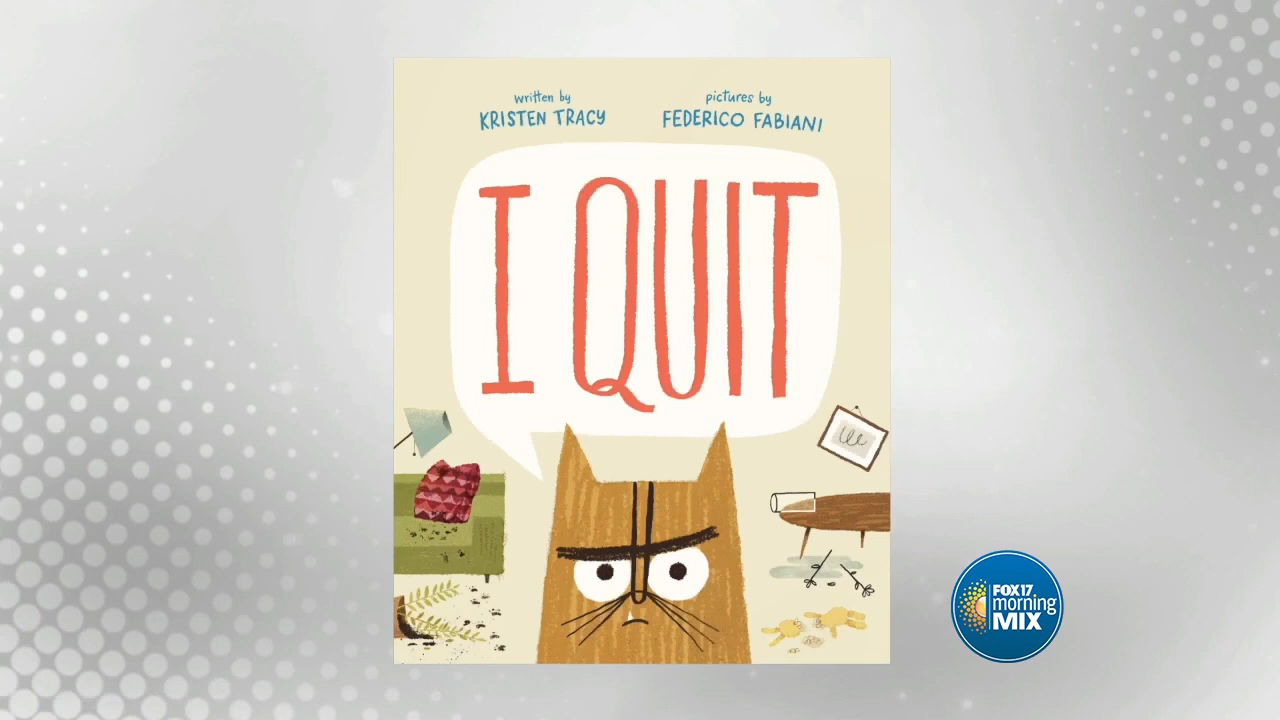 written by
KRISTEN TRACY
pictures by
FEDERICO FABIANI
I QUIT
FOX17
morning
MIX